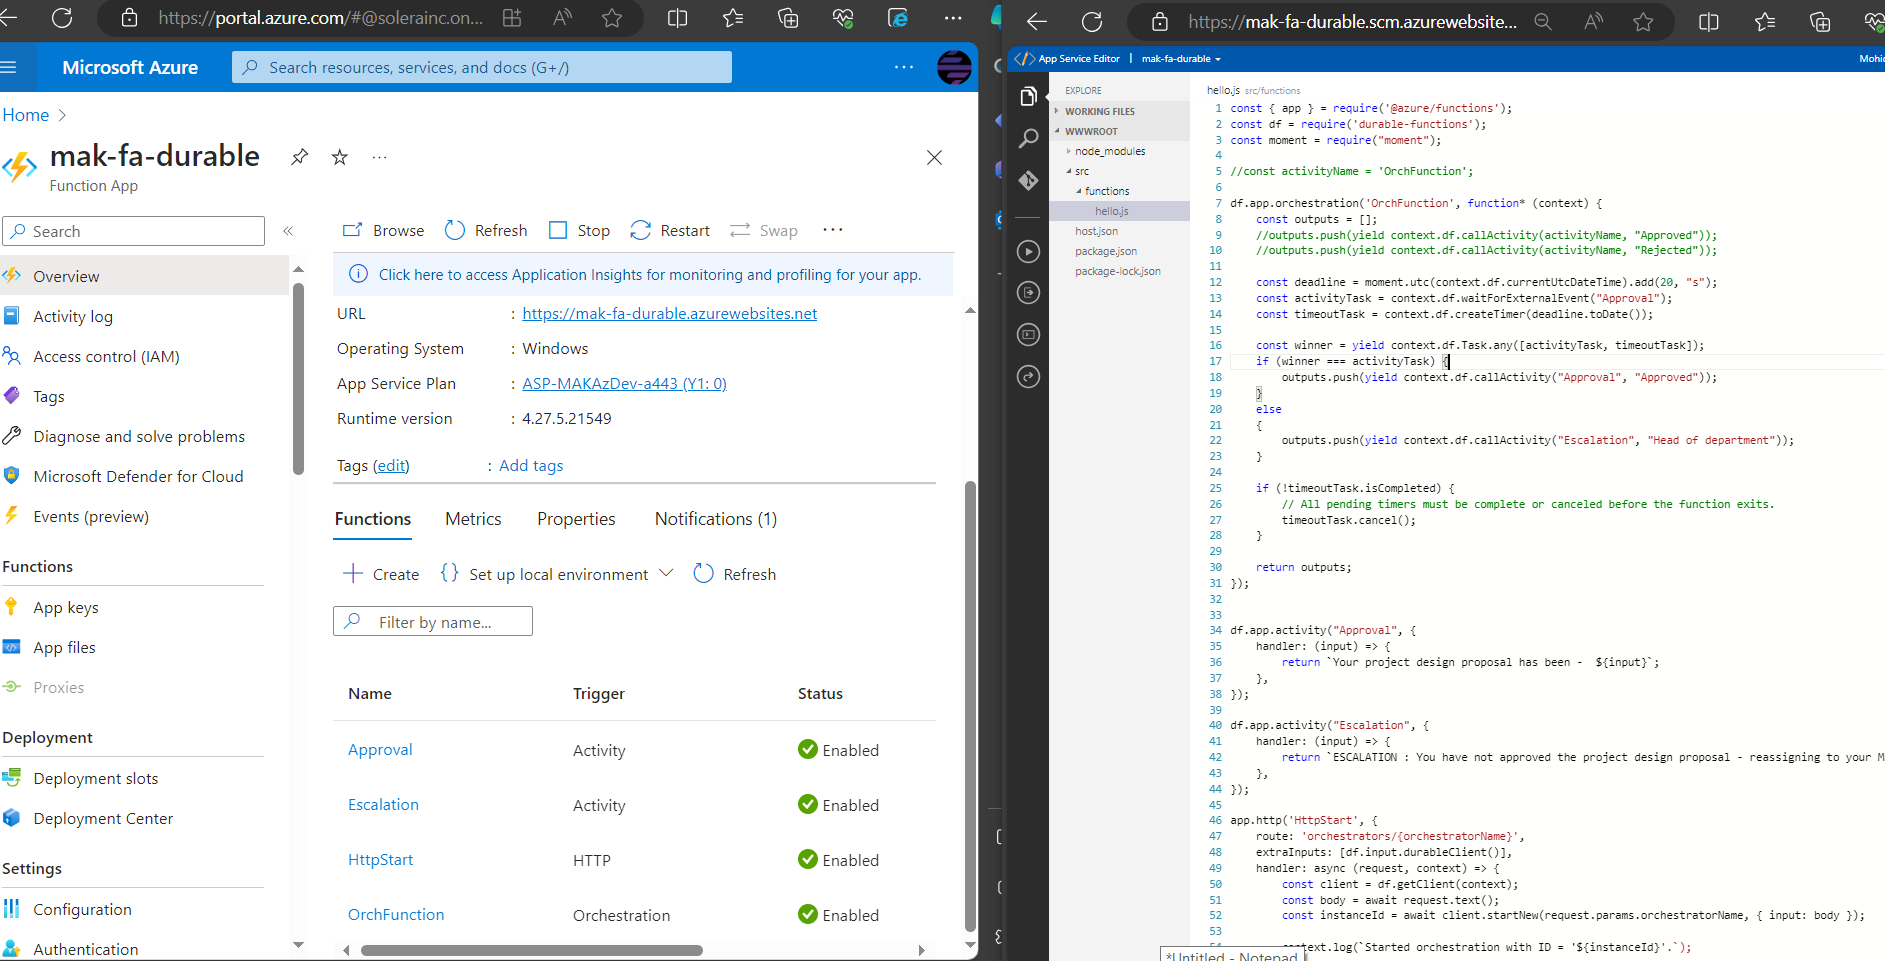 https://portal.azure.com/#@solerainc.on...
Microsoft Azure
Search resources, services, and docs (G+/)
Home
mak-fa-durable
Function App
Search
Overview
Activity log
Access control (IAM)
Tags
Diagnose and solve problems
Microsoft Defender for Cloud
Events (preview)
Functions
App keys
App files
Proxies
Deployment
Deployment slots
Deployment Center
Settings
Configuration
Authentication
Browse Refresh Stop Restart Swap
Click here to access Application Insights for monitoring and profiling for your app.
URL : https://mak-fa-durable.azurewebsites.net
Operating System : Windows
App Service Plan : ASP-MAKAzDev-a443 (Y1: 0)
Runtime version : 4.27.5.21549
Tags (edit) : Add tags
Functions Metrics Properties Notifications (1)
Create {} Set up local environment Refresh
Filter by name...
Name Trigger Status
Approval Activity Enabled
Escalation Activity Enabled
HttpStart HTTP Enabled
OrchFunction Orchestration Enabled
https://mak-fa-durable.scm.azurewebsite...
</> App Service Editor | mak-fa-durable Mohi
EXPLORE
WORKING FILES
WWWROOT
node_modules
src
functions
hello.js
host.json
package.json
package-lock.json
hello.js src/functions
1 const { app } = require('@azure/functions');
2 const df = require('durable-functions');
3 const moment = require("moment");
4
5 //const activityName = 'OrchFunction';
6
7 df.app.orchestration('OrchFunction', function* (context) {
8 const outputs = [];
9 //outputs.push(yield context.df.callActivity(activityName, "Approved"));
10 //outputs.push(yield context.df.callActivity(activityName, "Rejected"));
11
12 const deadline = moment.utc(context.df.currentUtcDateTime).add(20, "s");
13 const activityTask = context.df.waitForExternalEvent("Approval");
14 const timeoutTask = context.df.createTimer(deadline.toDate());
15
16 const winner = yield context.df.Task.any([activityTask, timeoutTask]);
17 if (winner === activityTask) {
18 outputs.push(yield context.df.callActivity("Approval", "Approved"));
19 }
20 else
21 {
22 outputs.push(yield context.df.callActivity("Escalation", "Head of department"));
23 }
24
25 if (!timeoutTask.isCompleted) {
26 // All pending timers must be complete or canceled before the function exits.
27 timeoutTask.cancel();
28 }
29
30 return outputs;
31 });
32
33
34 df.app.activity("Approval", {
35 handler: (input) => {
36 return `Your project design proposal has been - ${input}`;
37 },
38 });
39
40 df.app.activity("Escalation", {
41 handler: (input) => {
42 return `ESCALATION : You have not approved the project design proposal - reassigning to your M
43 },
44 });
45
46 app.http('HttpStart', {
47 route: 'orchestrators/{orchestratorName}',
48 extraInputs: [df.input.durableClient()],
49 handler: async (request, context) => {
50 const client = df.getClient(context);
51 const body = await request.text();
52 const instanceId = await client.startNew(request.params.orchestratorName, { input: body });
53
54 context.log(`Started orchestration with ID = '${instanceId}'.`);
*Untitled - Notepad